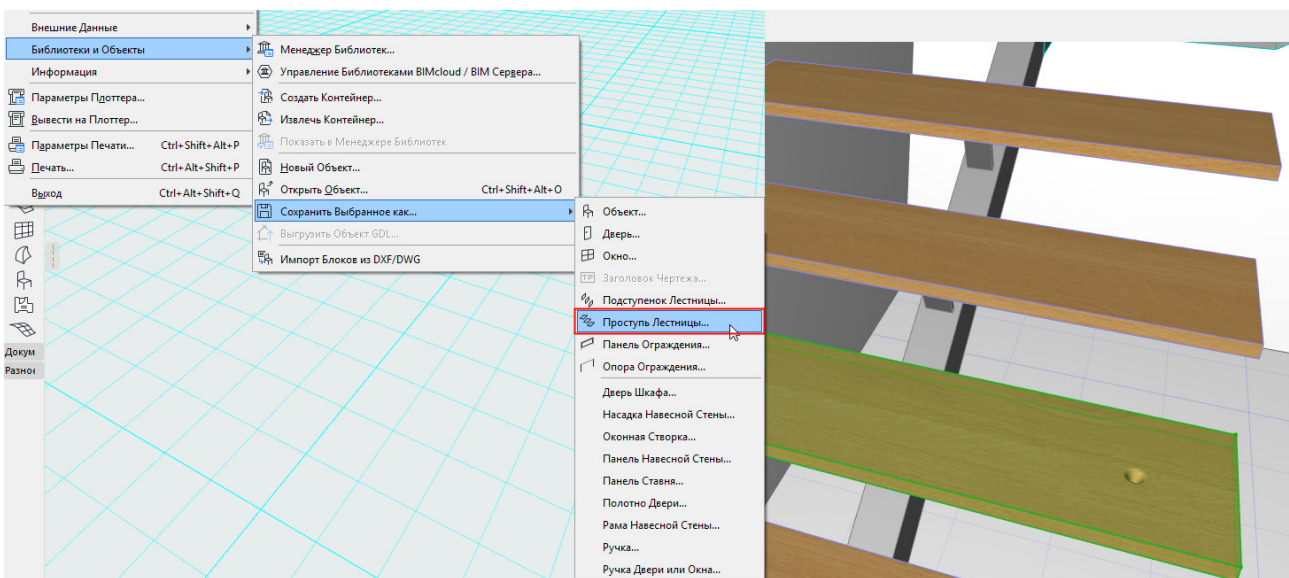 Внешние Данные
Библиотеки и Объекты
Информация
Параметры Плоттера...
Вывести на Плоттер...
Параметры Печати... Ctrl+Shift+Alt+P
Печать... Ctrl+Shift+Alt+P
Выход Ctrl+Alt+Shift+Q
Докум
Разное
Менеджер Библиотек...
Управление Библиотеками BIMcloud / BIM Сервера...
Создать Контейнер...
Извлечь Контейнер...
Показать в Менеджере Библиотек
Новый Объект...
Открыть Объект... Ctrl+Shift+Alt+O
Сохранить Выбранное как...
Выгрузить Объект GDL...
Импорт Блоков из DXF/DWG
Объект...
Дверь...
Окно...
Заголовок Чертежа...
Подступенок Лестницы...
Проступь Лестницы...
Панель Ограждения...
Опора Ограждения...
Дверь Шкафа...
Насадка Навесной Стены...
Оконная Створка...
Панель Навесной Стены...
Панель Ставня...
Полотно Двери...
Рама Навесной Стены...
Ручка...
Ручка Двери или Окна...